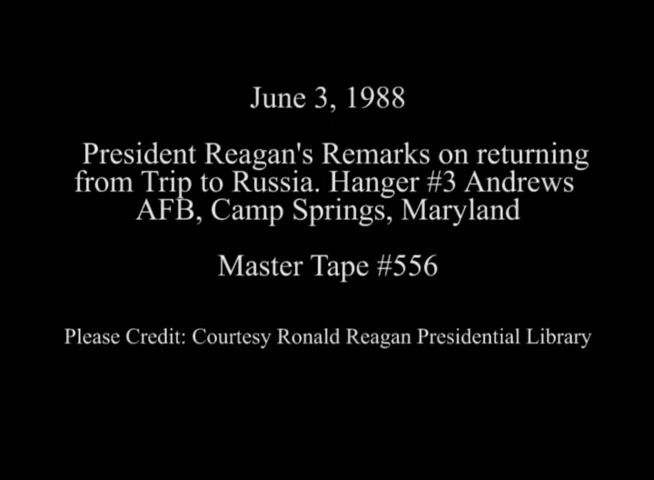 June 3, 1988
President Reagan's Remarks on returning
from Trip to Russia. Hanger #3 Andrews
AFB, Camp Springs, Maryland
Master Tape #556
Please Credit: Courtesy Ronald Reagan Presidential Library